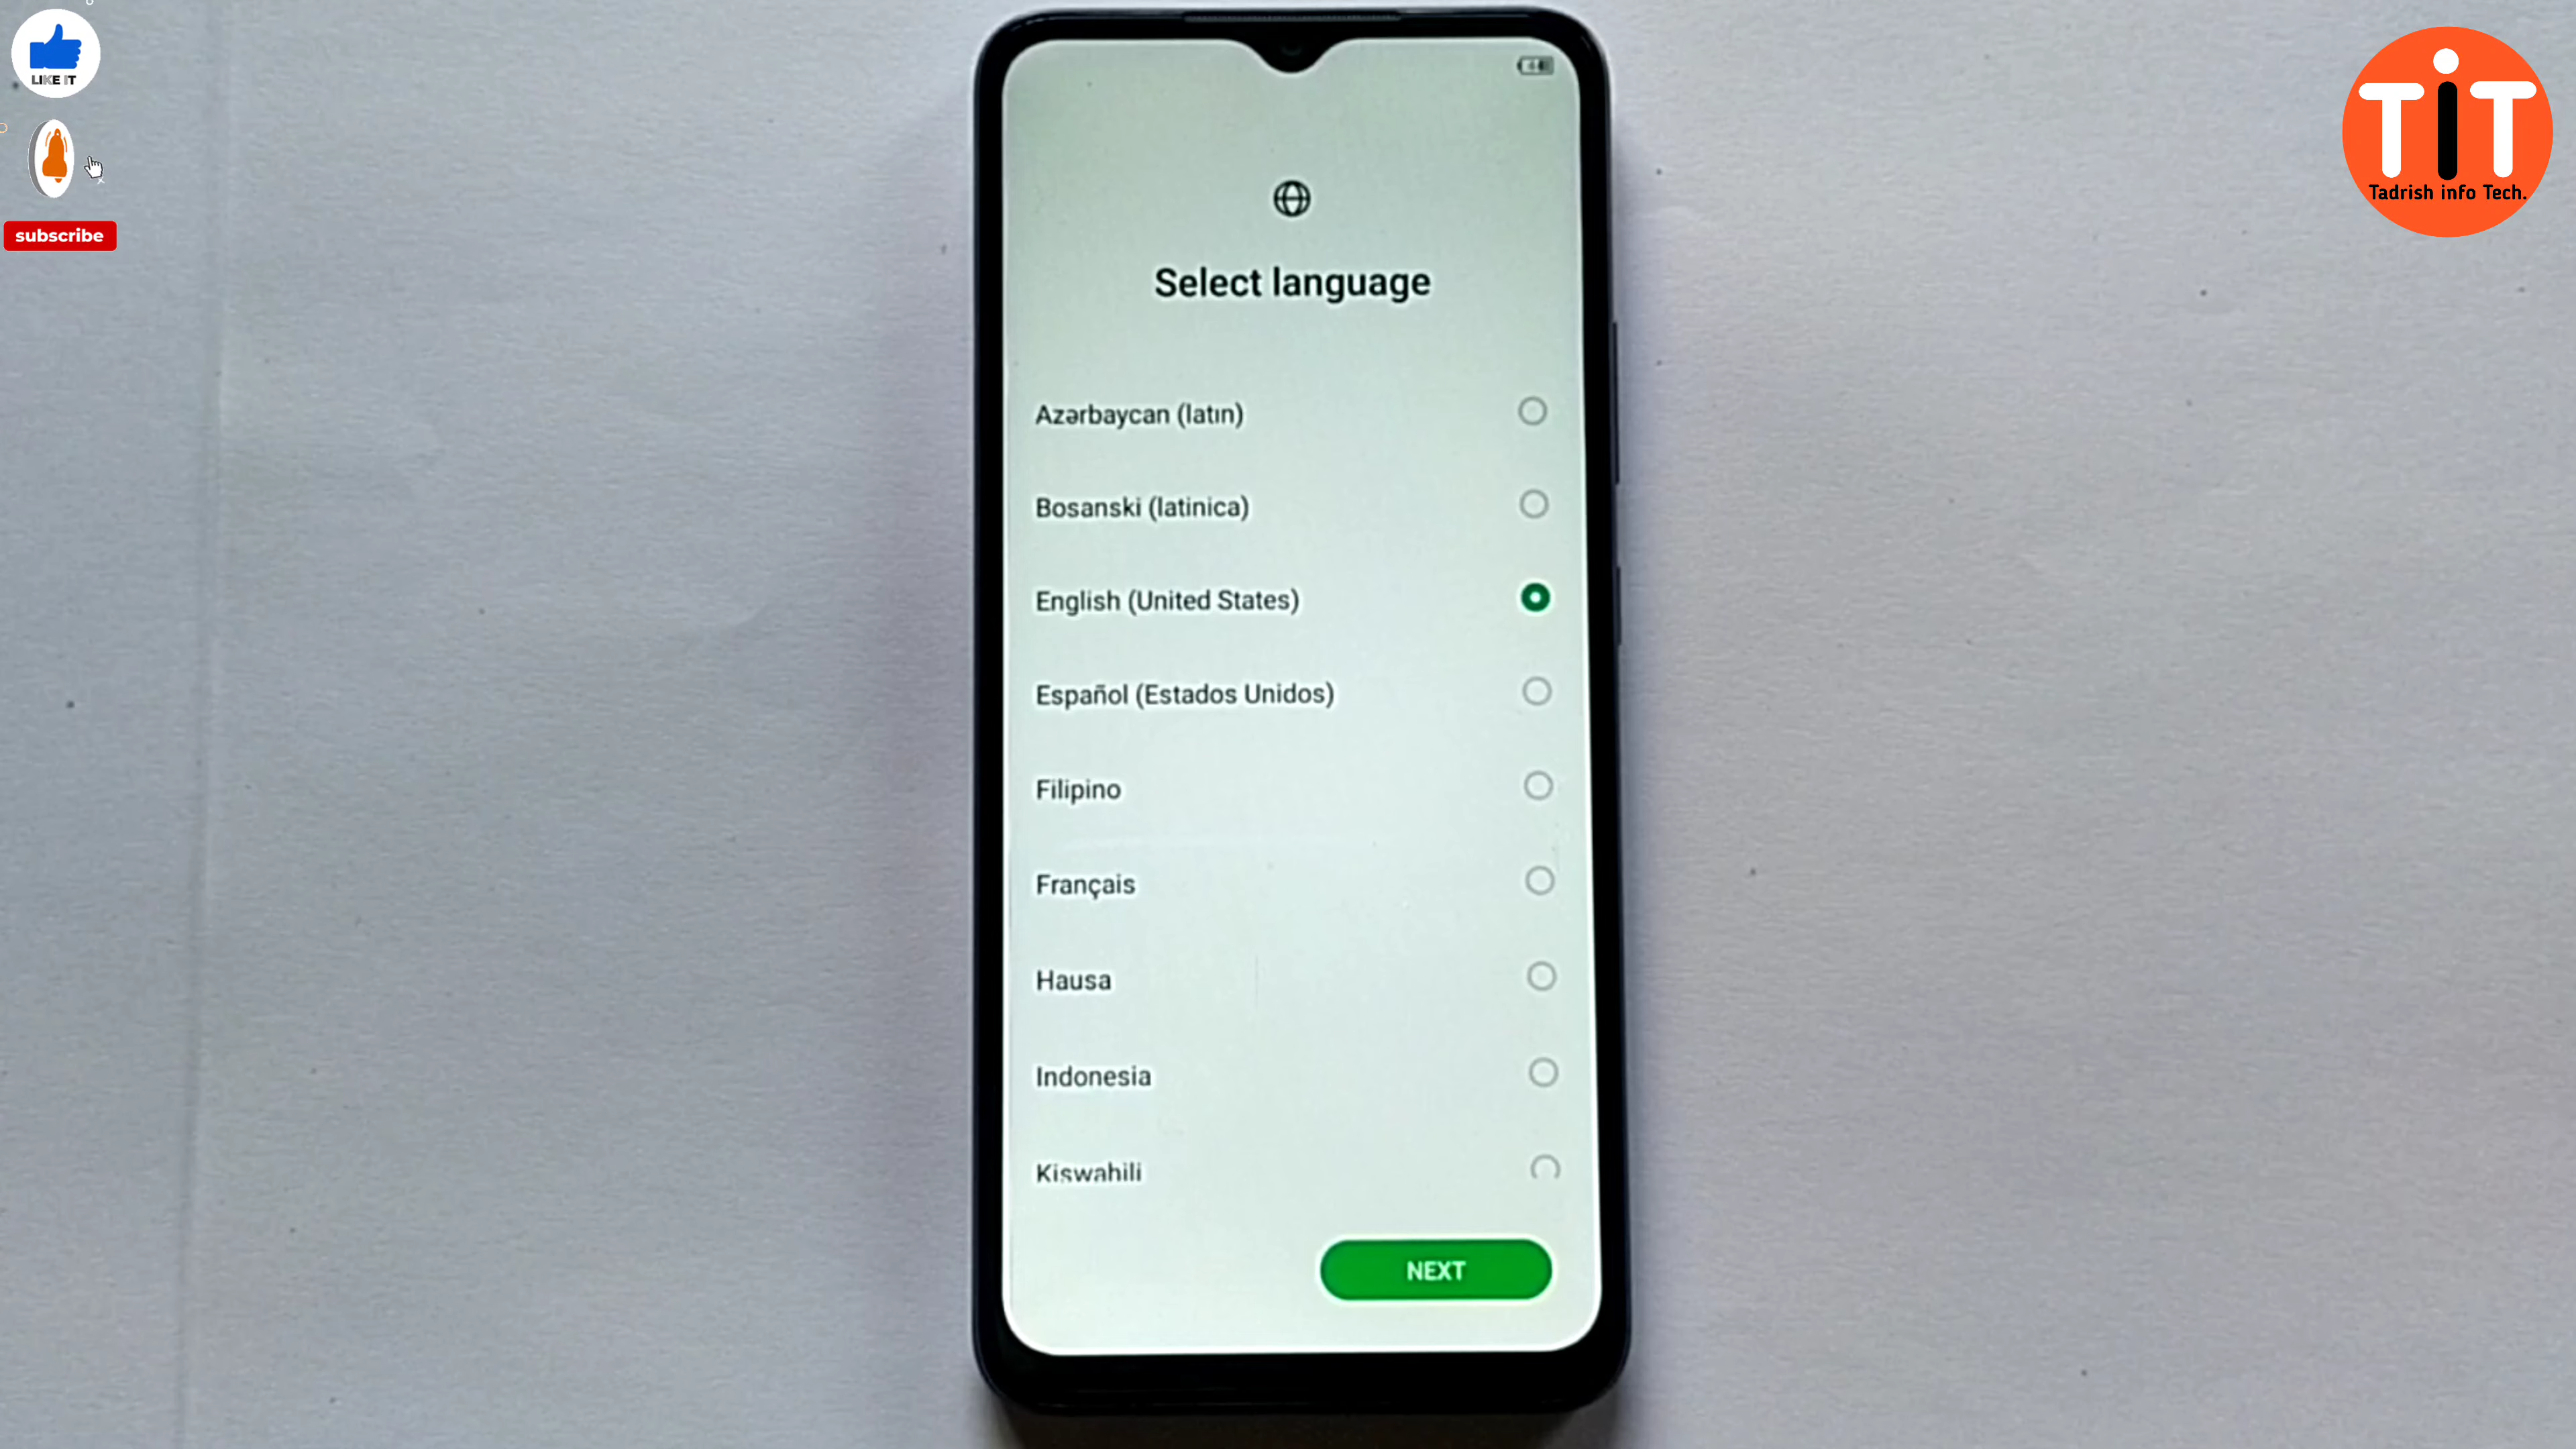 LIKE IT
subscribe
TiT
Tadrish info Tech.
Select language
Azərbaycan (latın)
Bosanski (latinica)
English (United States)
Español (Estados Unidos)
Filipino
Français
Hausa
Indonesia
Kiswahili
NEXT